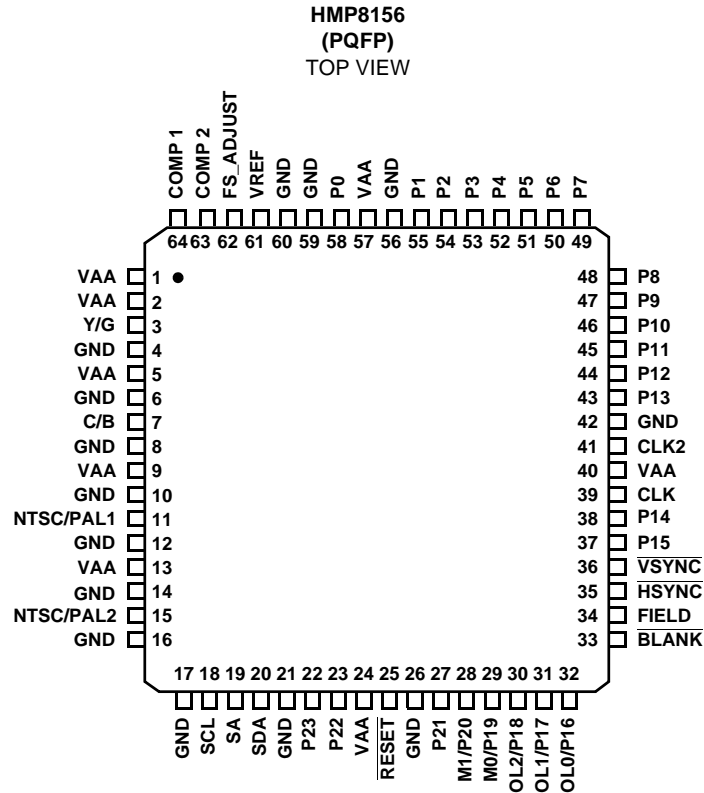 HMP8156
(PQFP)
TOP VIEW
COMP 1
COMP 2
FS_ADJUST
VREF
GND
GND
P0
VAA
GND
P1
P2
P3
P4
P5
P6
P7
64 63 62 61 60 59 58 57 56 55 54 53 52 51 50 49
VAA 1
VAA 2
Y/G 3
GND 4
VAA 5
GND 6
C/B 7
GND 8
VAA 9
GND 10
NTSC/PAL1 11
GND 12
VAA 13
GND 14
NTSC/PAL2 15
GND 16
48 P8
47 P9
46 P10
45 P11
44 P12
43 P13
42 GND
41 CLK2
40 VAA
39 CLK
38 P14
37 P15
36 VSYNC
35 HSYNC
34 FIELD
33 BLANK
17 18 19 20 21 22 23 24 25 26 27 28 29 30 31 32
GND
SCL
SA
SDA
GND
P23
P22
VAA
RESET
GND
P21
M1/P20
M0/P19
OL2/P18
OL1/P17
OL0/P16